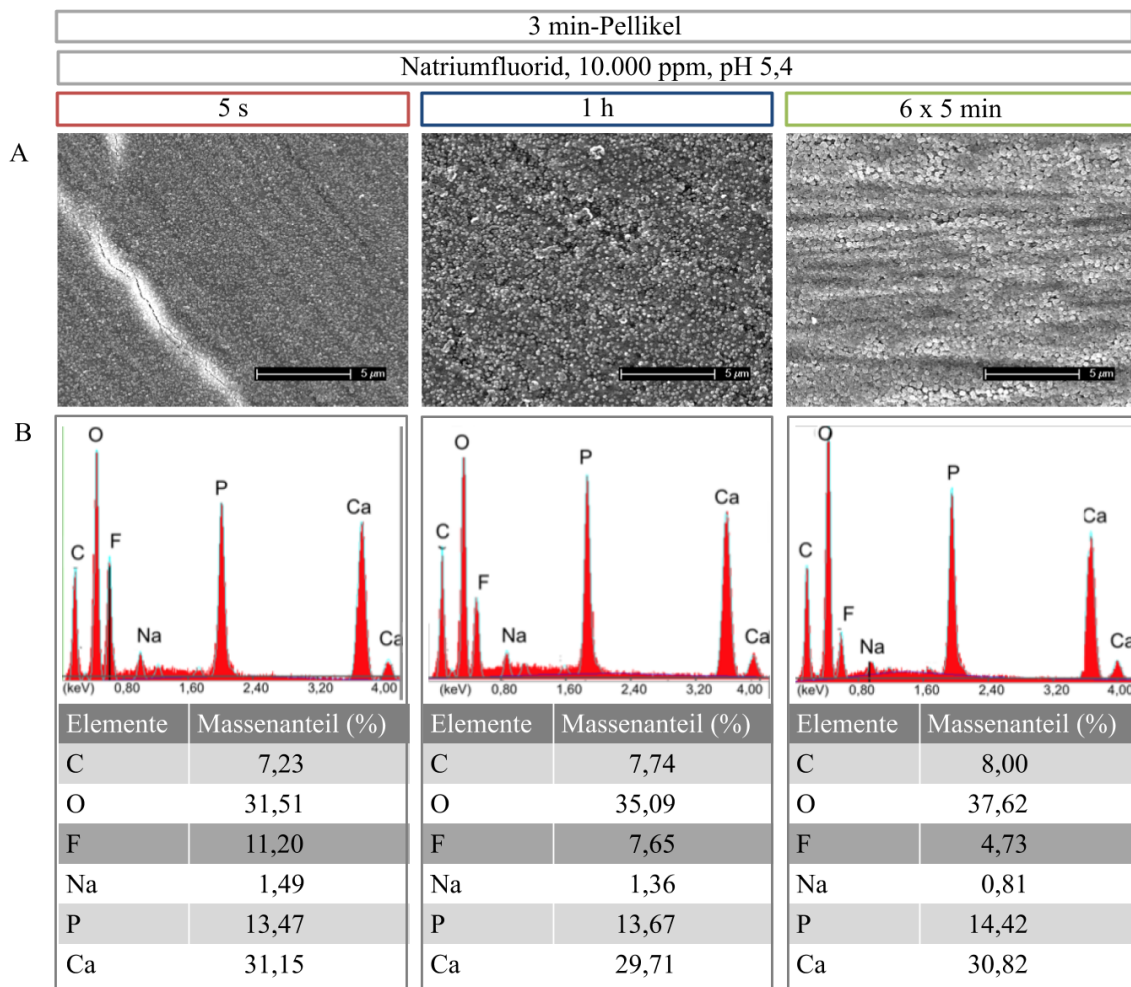 3 min-Pellikel
Natriumfluorid, 10.000 ppm, pH 5,4
5 s 1 h 6 x 5 min
A
5 µm 5 µm 5 µm
B
O
P
Ca
C
F
Na
Ca
(keV) 0,80 1,60 2,40 3,20 4,00
O
P
Ca
C
F
Na
Ca
(keV) 0,80 1,60 2,40 3,20 4,00
O
P
Ca
C
F
Na
Ca
(keV) 0,80 1,60 2,40 3,20 4,00
Elemente Massenanteil (%) Elemente Massenanteil (%) Elemente Massenanteil (%)
C 7,23 C 7,74 C 8,00
O 31,51 O 35,09 O 37,62
F 11,20 F 7,65 F 4,73
Na 1,49 Na 1,36 Na 0,81
P 13,47 P 13,67 P 14,42
Ca 31,15 Ca 29,71 Ca 30,82